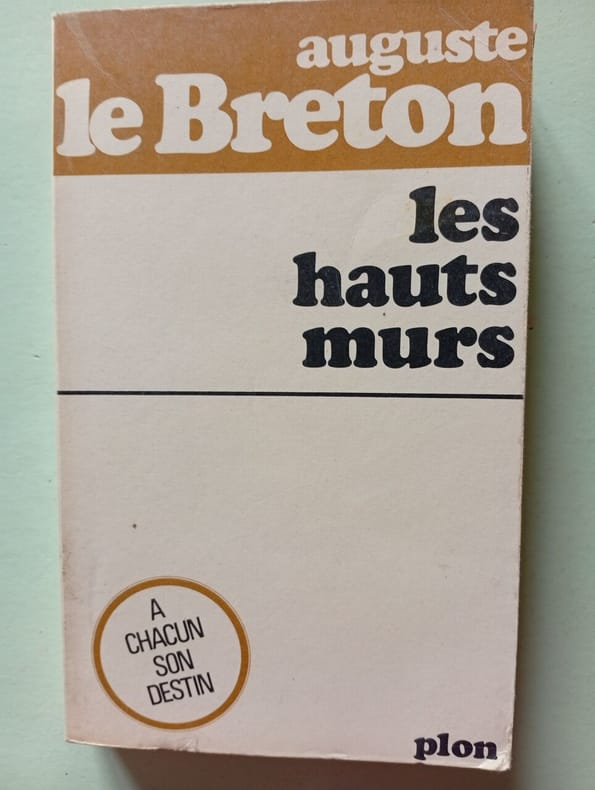 auguste
le Breton
les
hauts
murs
A
CHACUN
SON
DESTIN
plon